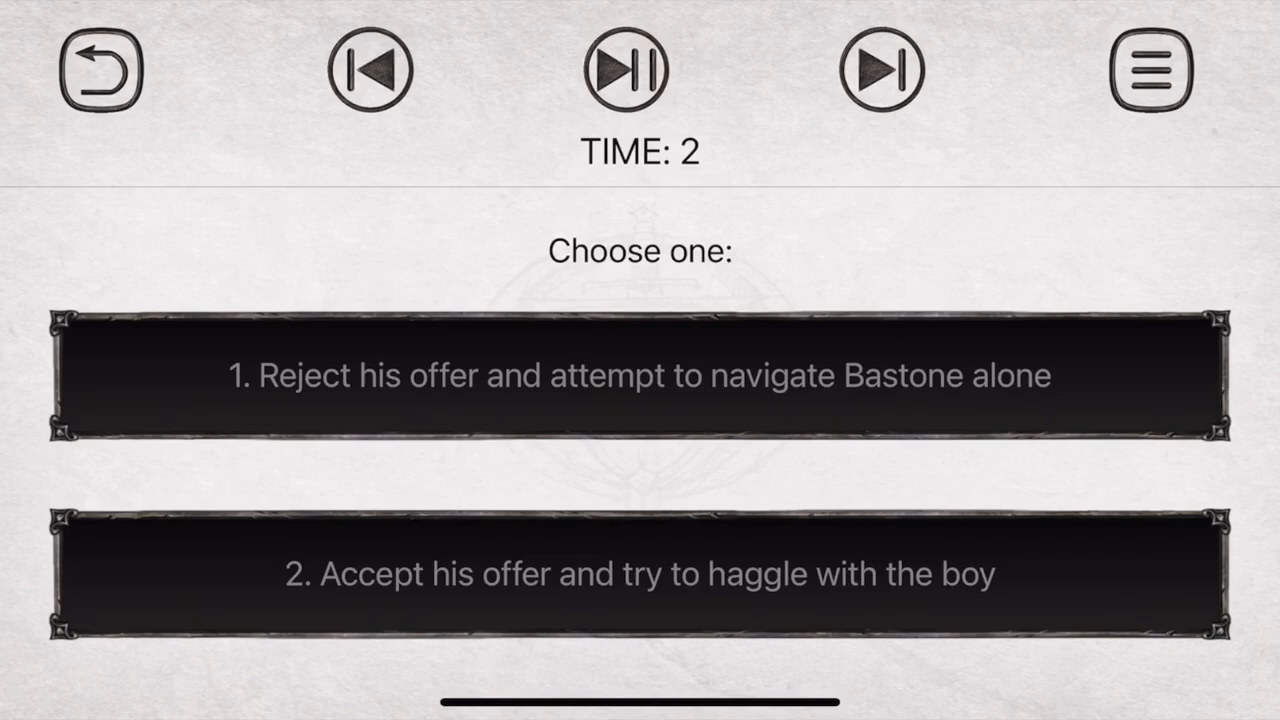 TIME: 2
Choose one:
1. Reject his offer and attempt to navigate Bastone alone
2. Accept his offer and try to haggle with the boy